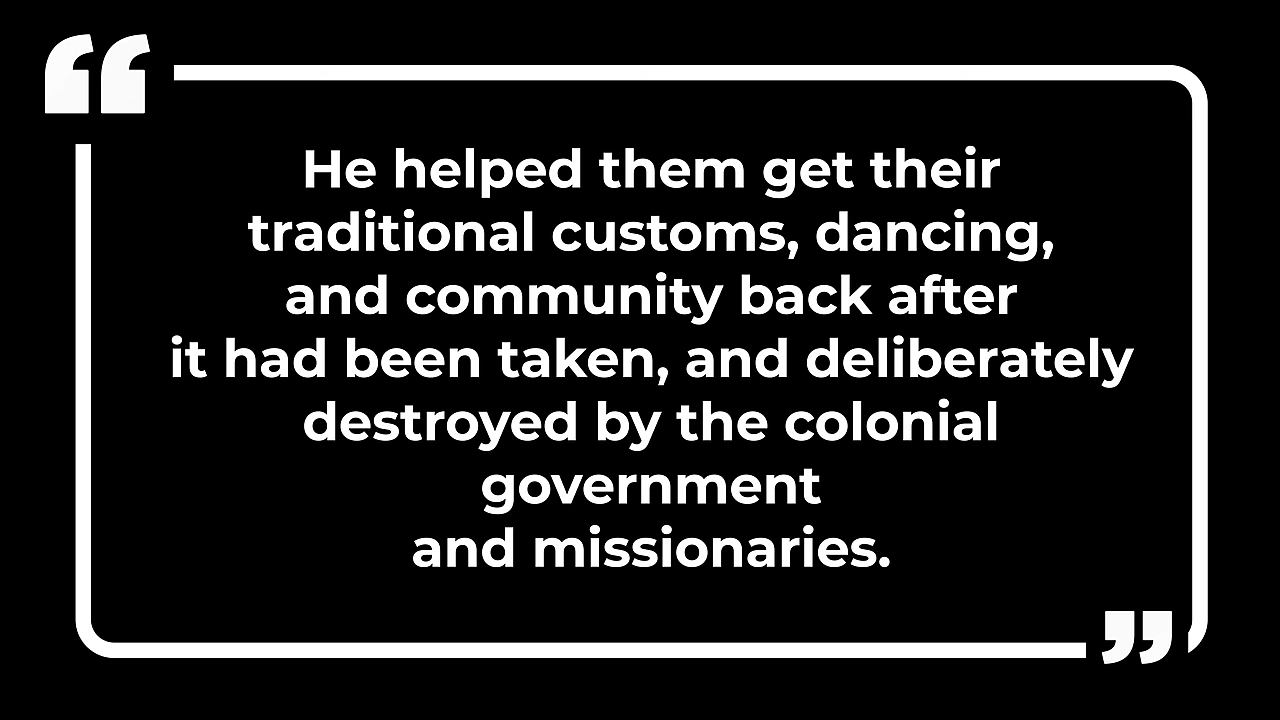 “
He helped them get their
traditional customs, dancing,
and community back after
it had been taken, and deliberately
destroyed by the colonial
government
and missionaries.
”